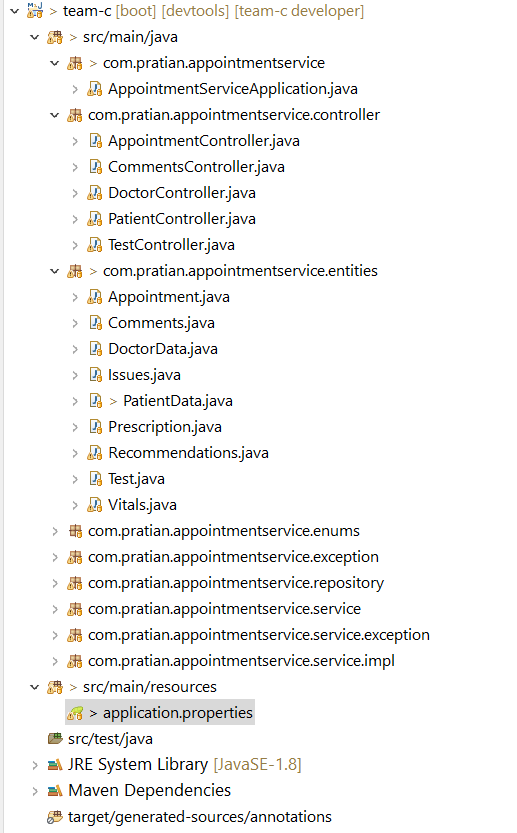 > team-c [boot] [devtools] [team-c developer]
> src/main/java
> com.pratian.appointmentservice
AppointmentServiceApplication.java
com.pratian.appointmentservice.controller
AppointmentController.java
CommentsController.java
DoctorController.java
PatientController.java
TestController.java
> com.pratian.appointmentservice.entities
Appointment.java
Comments.java
DoctorData.java
Issues.java
> PatientData.java
Prescription.java
Recommendations.java
Test.java
Vitals.java
com.pratian.appointmentservice.enums
com.pratian.appointmentservice.exception
com.pratian.appointmentservice.repository
com.pratian.appointmentservice.service
com.pratian.appointmentservice.service.exception
com.pratian.appointmentservice.service.impl
> src/main/resources
> application.properties
src/test/java
JRE System Library [JavaSE-1.8]
Maven Dependencies
target/generated-sources/annotations